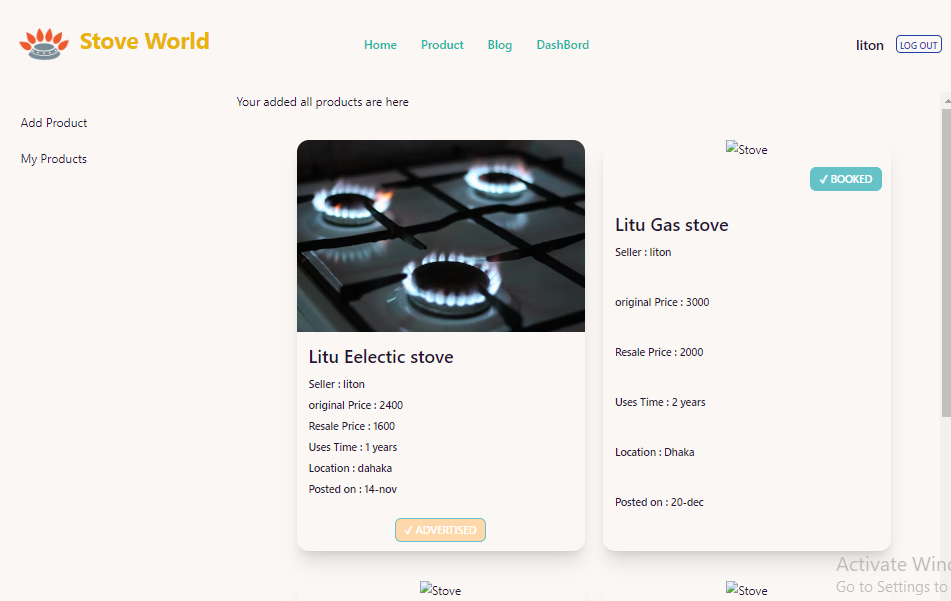 Stove World
Home Product Blog DashBord
liton LOG OUT
Your added all products are here
Add Product
My Products
Litu Eelectic stove
Seller : liton
original Price : 2400
Resale Price : 1600
Uses Time : 1 years
Location : dahaka
Posted on : 14-nov
✓ ADVERTISED
Stove
✓ BOOKED
Litu Gas stove
Seller : liton
original Price : 3000
Resale Price : 2000
Uses Time : 2 years
Location : Dhaka
Posted on : 20-dec
Stove
Stove
Activate Win
Go to Settings to